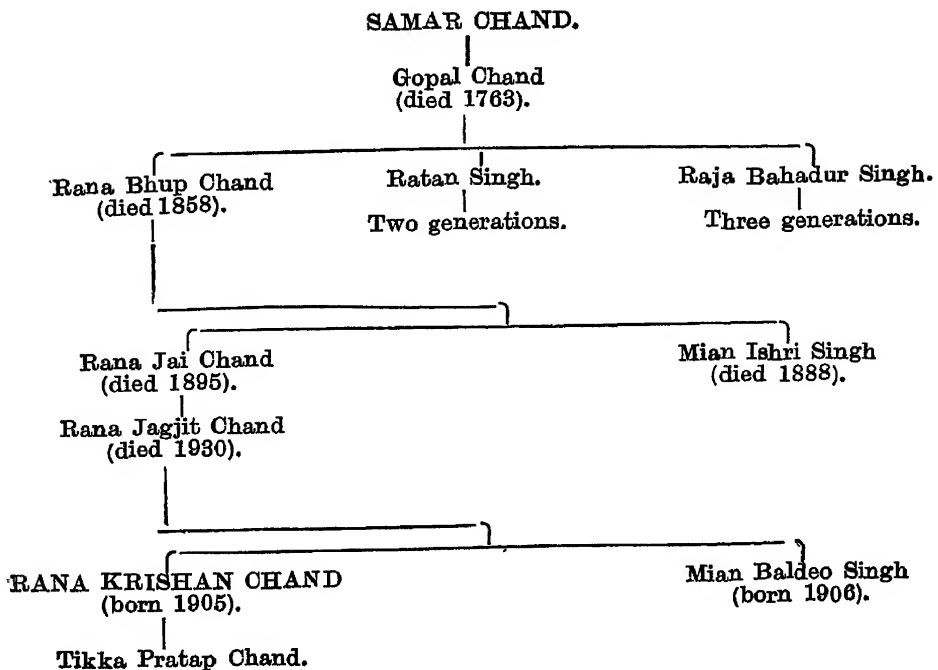 SAMAR CHAND.
Gopal Chand
(died 1763).
Rana Bhup Chand
(died 1858).
Ratan Singh.
Two generations.
Raja Bahadur Singh.
Three generations.
Rana Jai Chand
(died 1895).
Mian Ishri Singh
(died 1888).
Rana Jagjit Chand
(died 1930).
RANA KRISHAN CHAND
(born 1905).
Mian Baldeo Singh
(born 1906).
Tikka Pratap Chand.